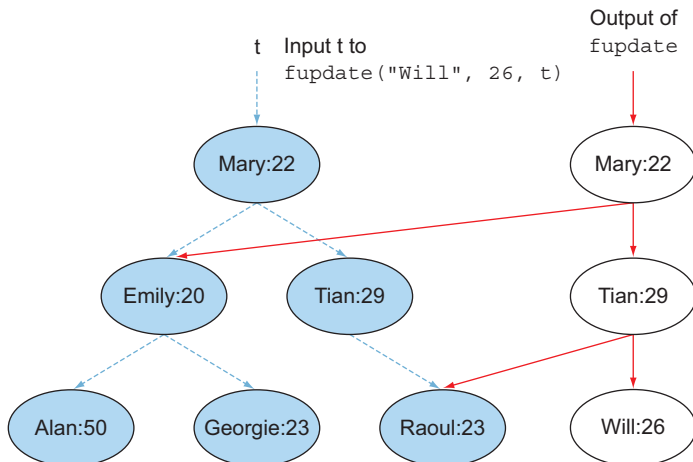 Output of
fupdate
t
Input t to
fupdate("Will", 26, t)
Mary:22
Mary:22
Emily:20
Tian:29
Tian:29
Alan:50
Georgie:23
Raoul:23
Will:26